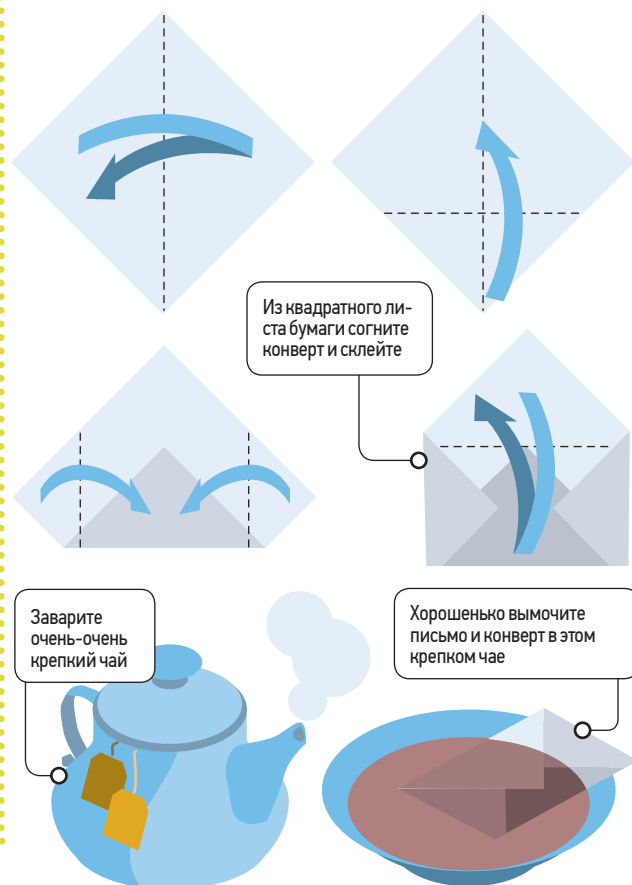 Из квадратного ли-
ста бумаги согните
конверт и склейте
Заварите
очень-очень
крепкий чай
Хорошенько вымочите
письмо и конверт в этом
крепком чае